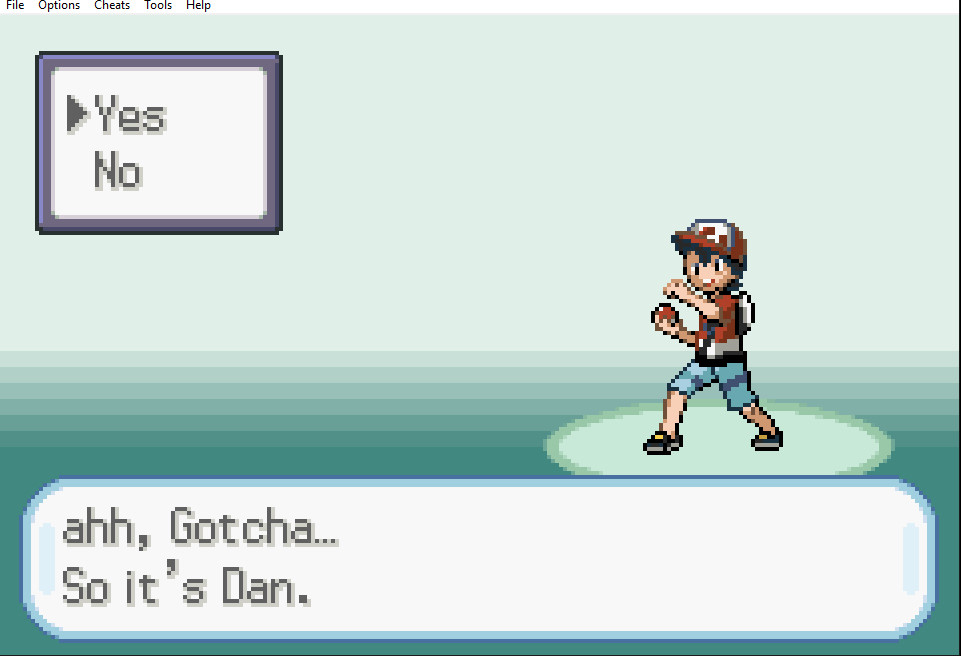 File Options Cheats Tools Help
Yes
No
ahh, Gotcha…
So it's Dan.